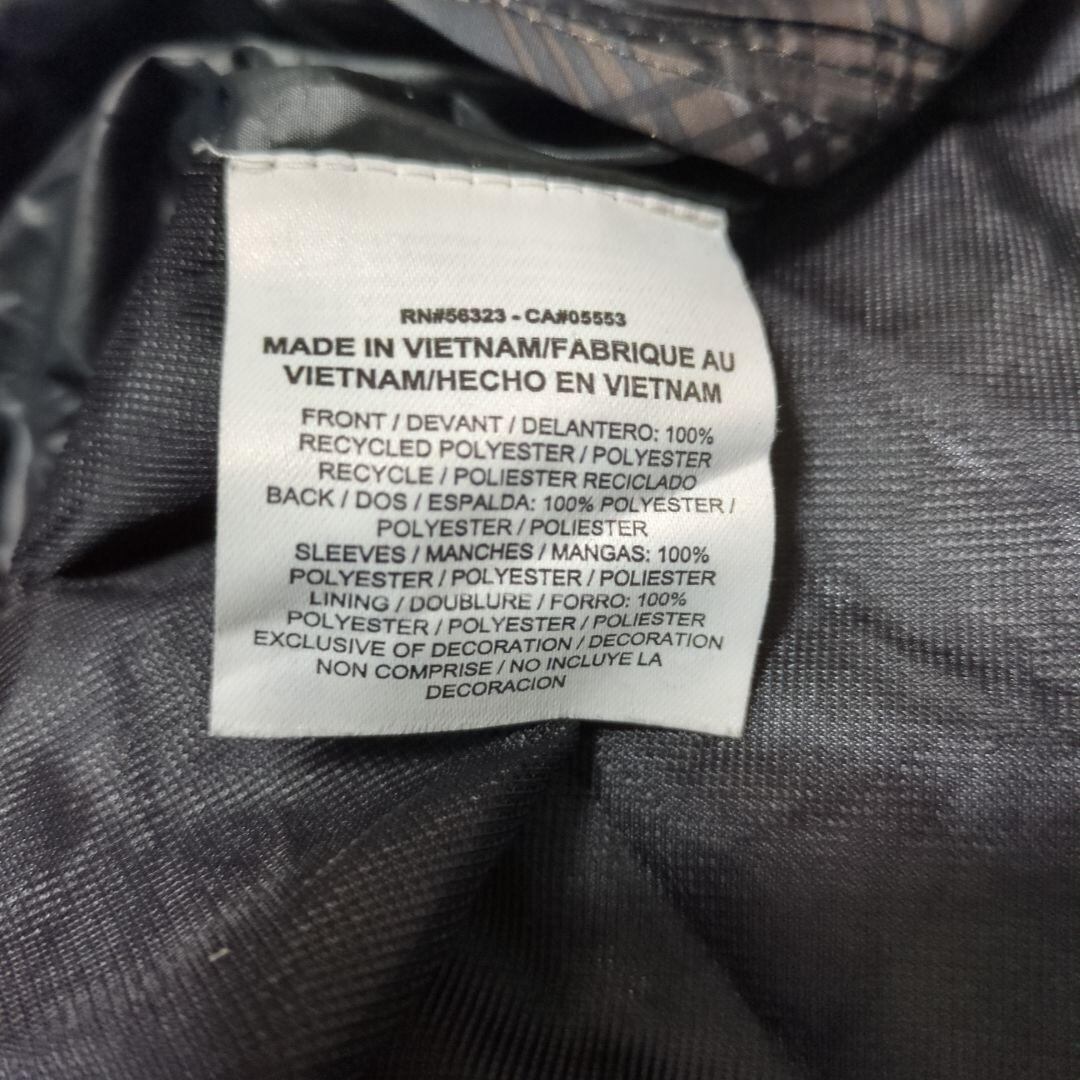 RN#56323 - CA#05553
MADE IN VIETNAM/FABRIQUE AU
VIETNAM/HECHO EN VIETNAM
FRONT / DEVANT / DELANTERO: 100%
RECYCLED POLYESTER / POLYESTER
RECYCLE / POLIESTER RECICLADO
BACK / DOS / ESPALDA: 100% POLYESTER /
POLYESTER / POLIESTER
SLEEVES / MANCHES / MANGAS: 100%
POLYESTER / POLYESTER / POLIESTER
LINING / DOUBLURE / FORRO: 100%
POLYESTER / POLYESTER / POLIESTER
EXCLUSIVE OF DECORATION / DECORATION
NON COMPRISE / NO INCLUYE LA
DECORACION